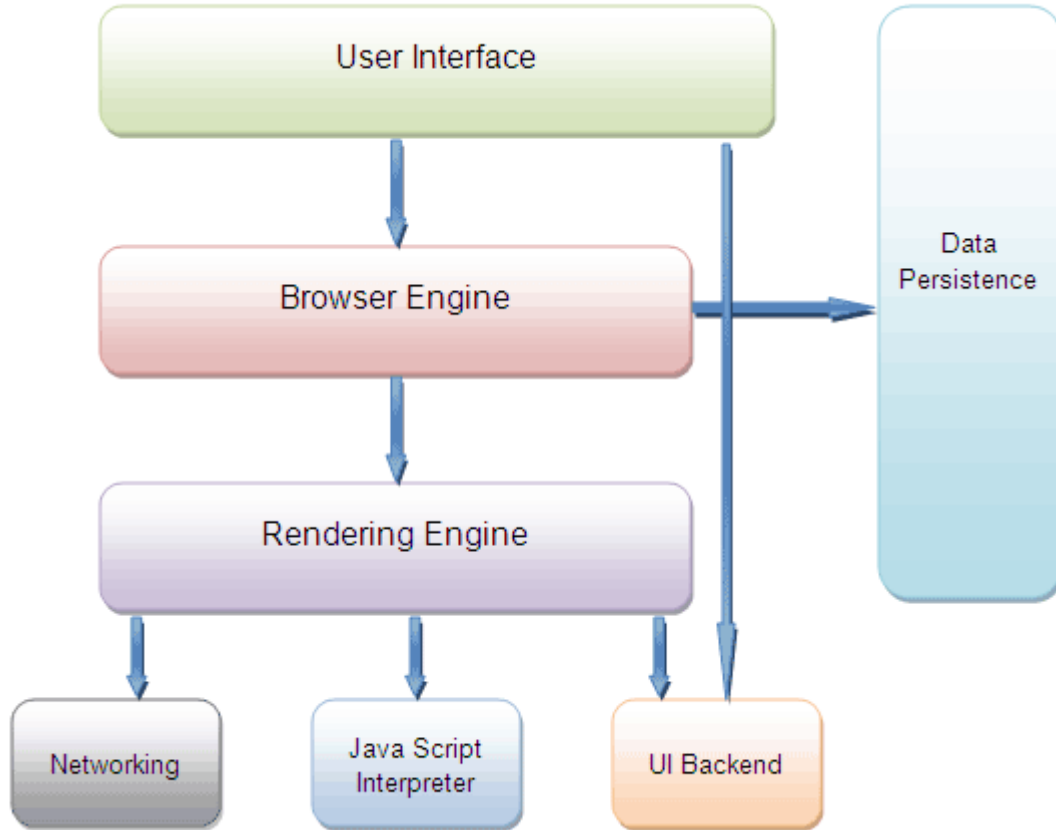 User Interface
Browser Engine
Data
Persistence
Rendering Engine
Networking
Java Script
Interpreter
UI Backend